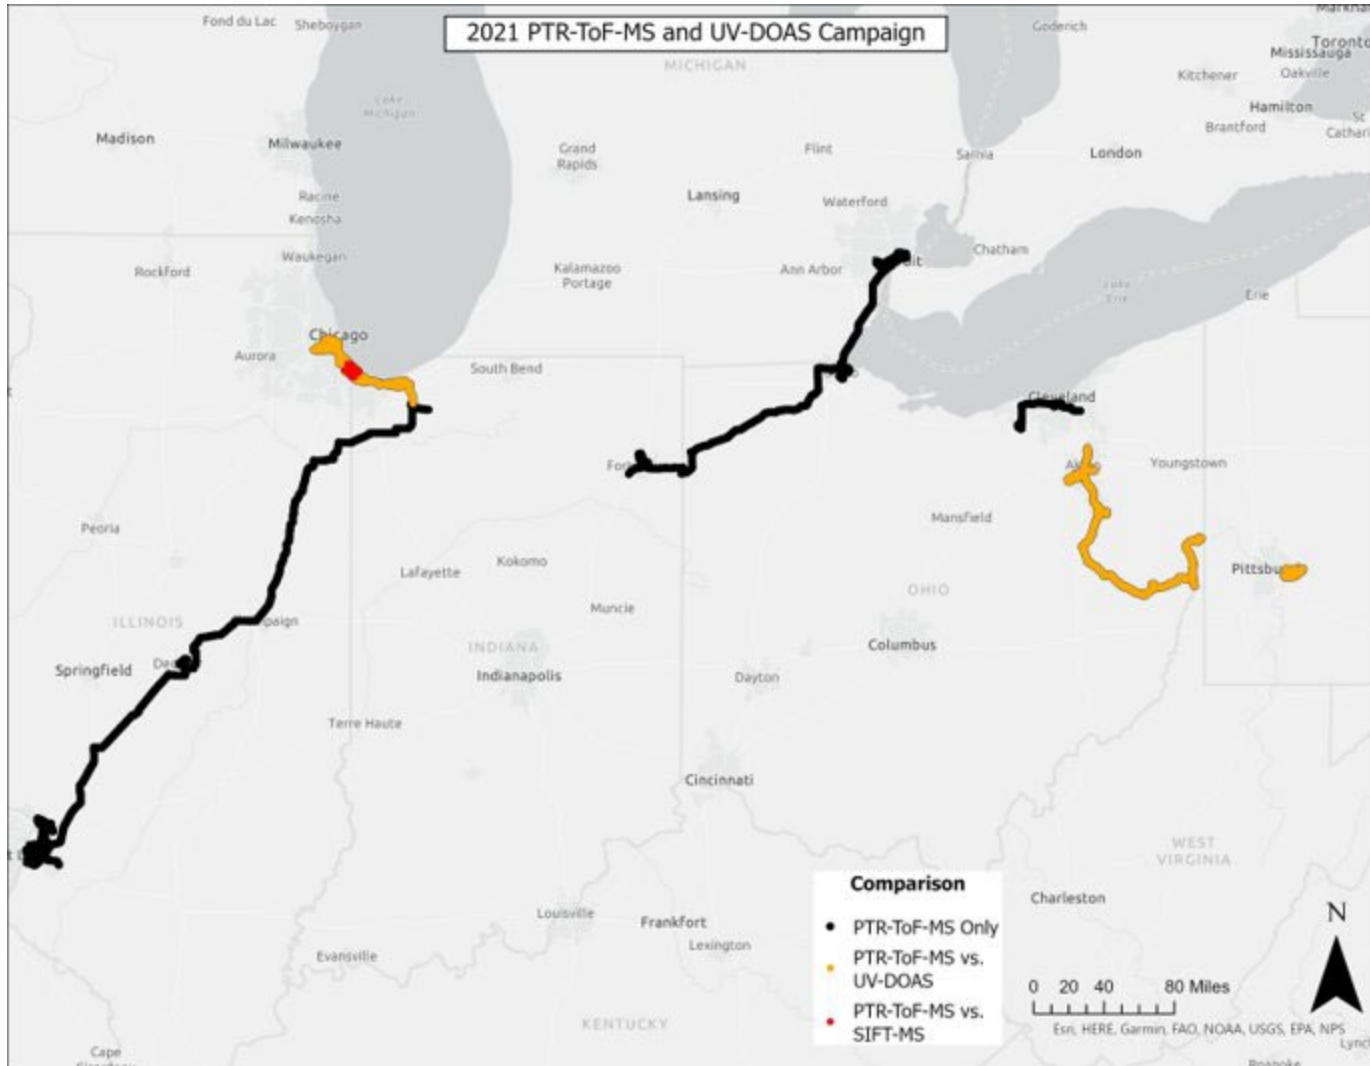 2021 PTR-ToF-MS and UV-DOAS Campaign
Fond du Lac
Sheboygan
Goderich
Toronto
Mississauga
Oakville
Kitchener
Hamilton
Brantford
St
MICHIGAN
Lake
Michigan
Madison
Milwaukee
Grand
Rapids
Flint
Sarnia
London
Lansing
Waterford
Racine
Kenosha
Waukegan
Rockford
Kalamazoo
Portage
Ann Arbor
Chatham
Lake
Erie
Erie
Chicago
Aurora
South Bend
Cleveland
Youngstown
Mansfield
Peoria
Lafayette
Kokomo
Muncie
OHIO
ILLINOIS
INDIANA
Springfield
Indianapolis
Dayton
Columbus
Terre Haute
Cincinnati
WEST
VIRGINIA
Charleston
Louisville
Frankfort
Lexington
Evansville
KENTUCKY
Cape
Comparison
PTR-ToF-MS Only
PTR-ToF-MS vs.
UV-DOAS
PTR-ToF-MS vs.
SIFT-MS
N
0 20 40 80 Miles
Esri, HERE, Garmin, FAO, NOAA, USGS, EPA, NPS